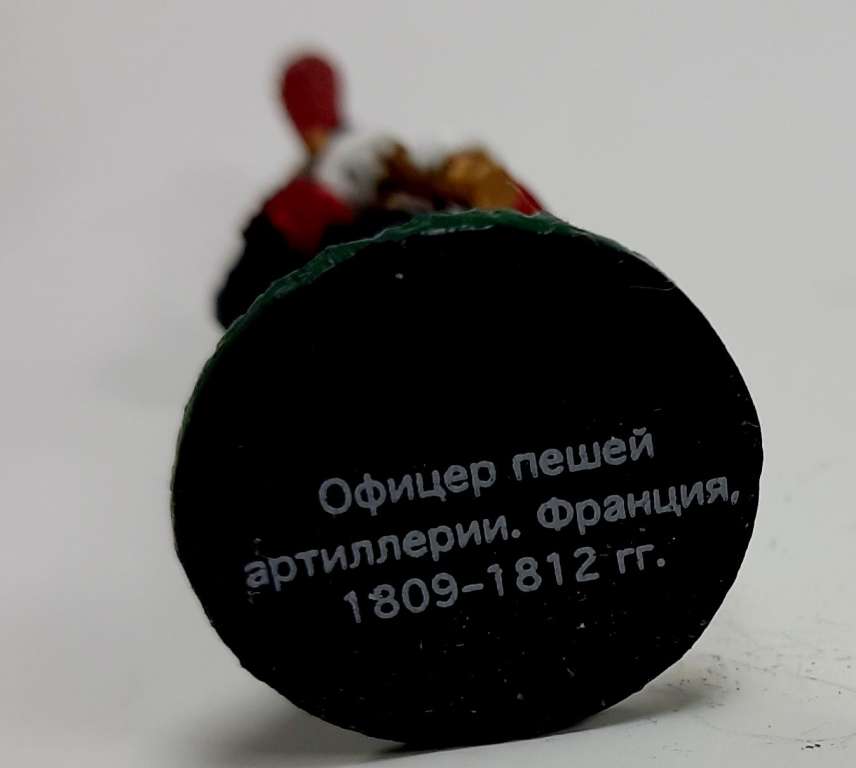 Офицер пешей
артиллерии. Франция,
1809-1812 гг.